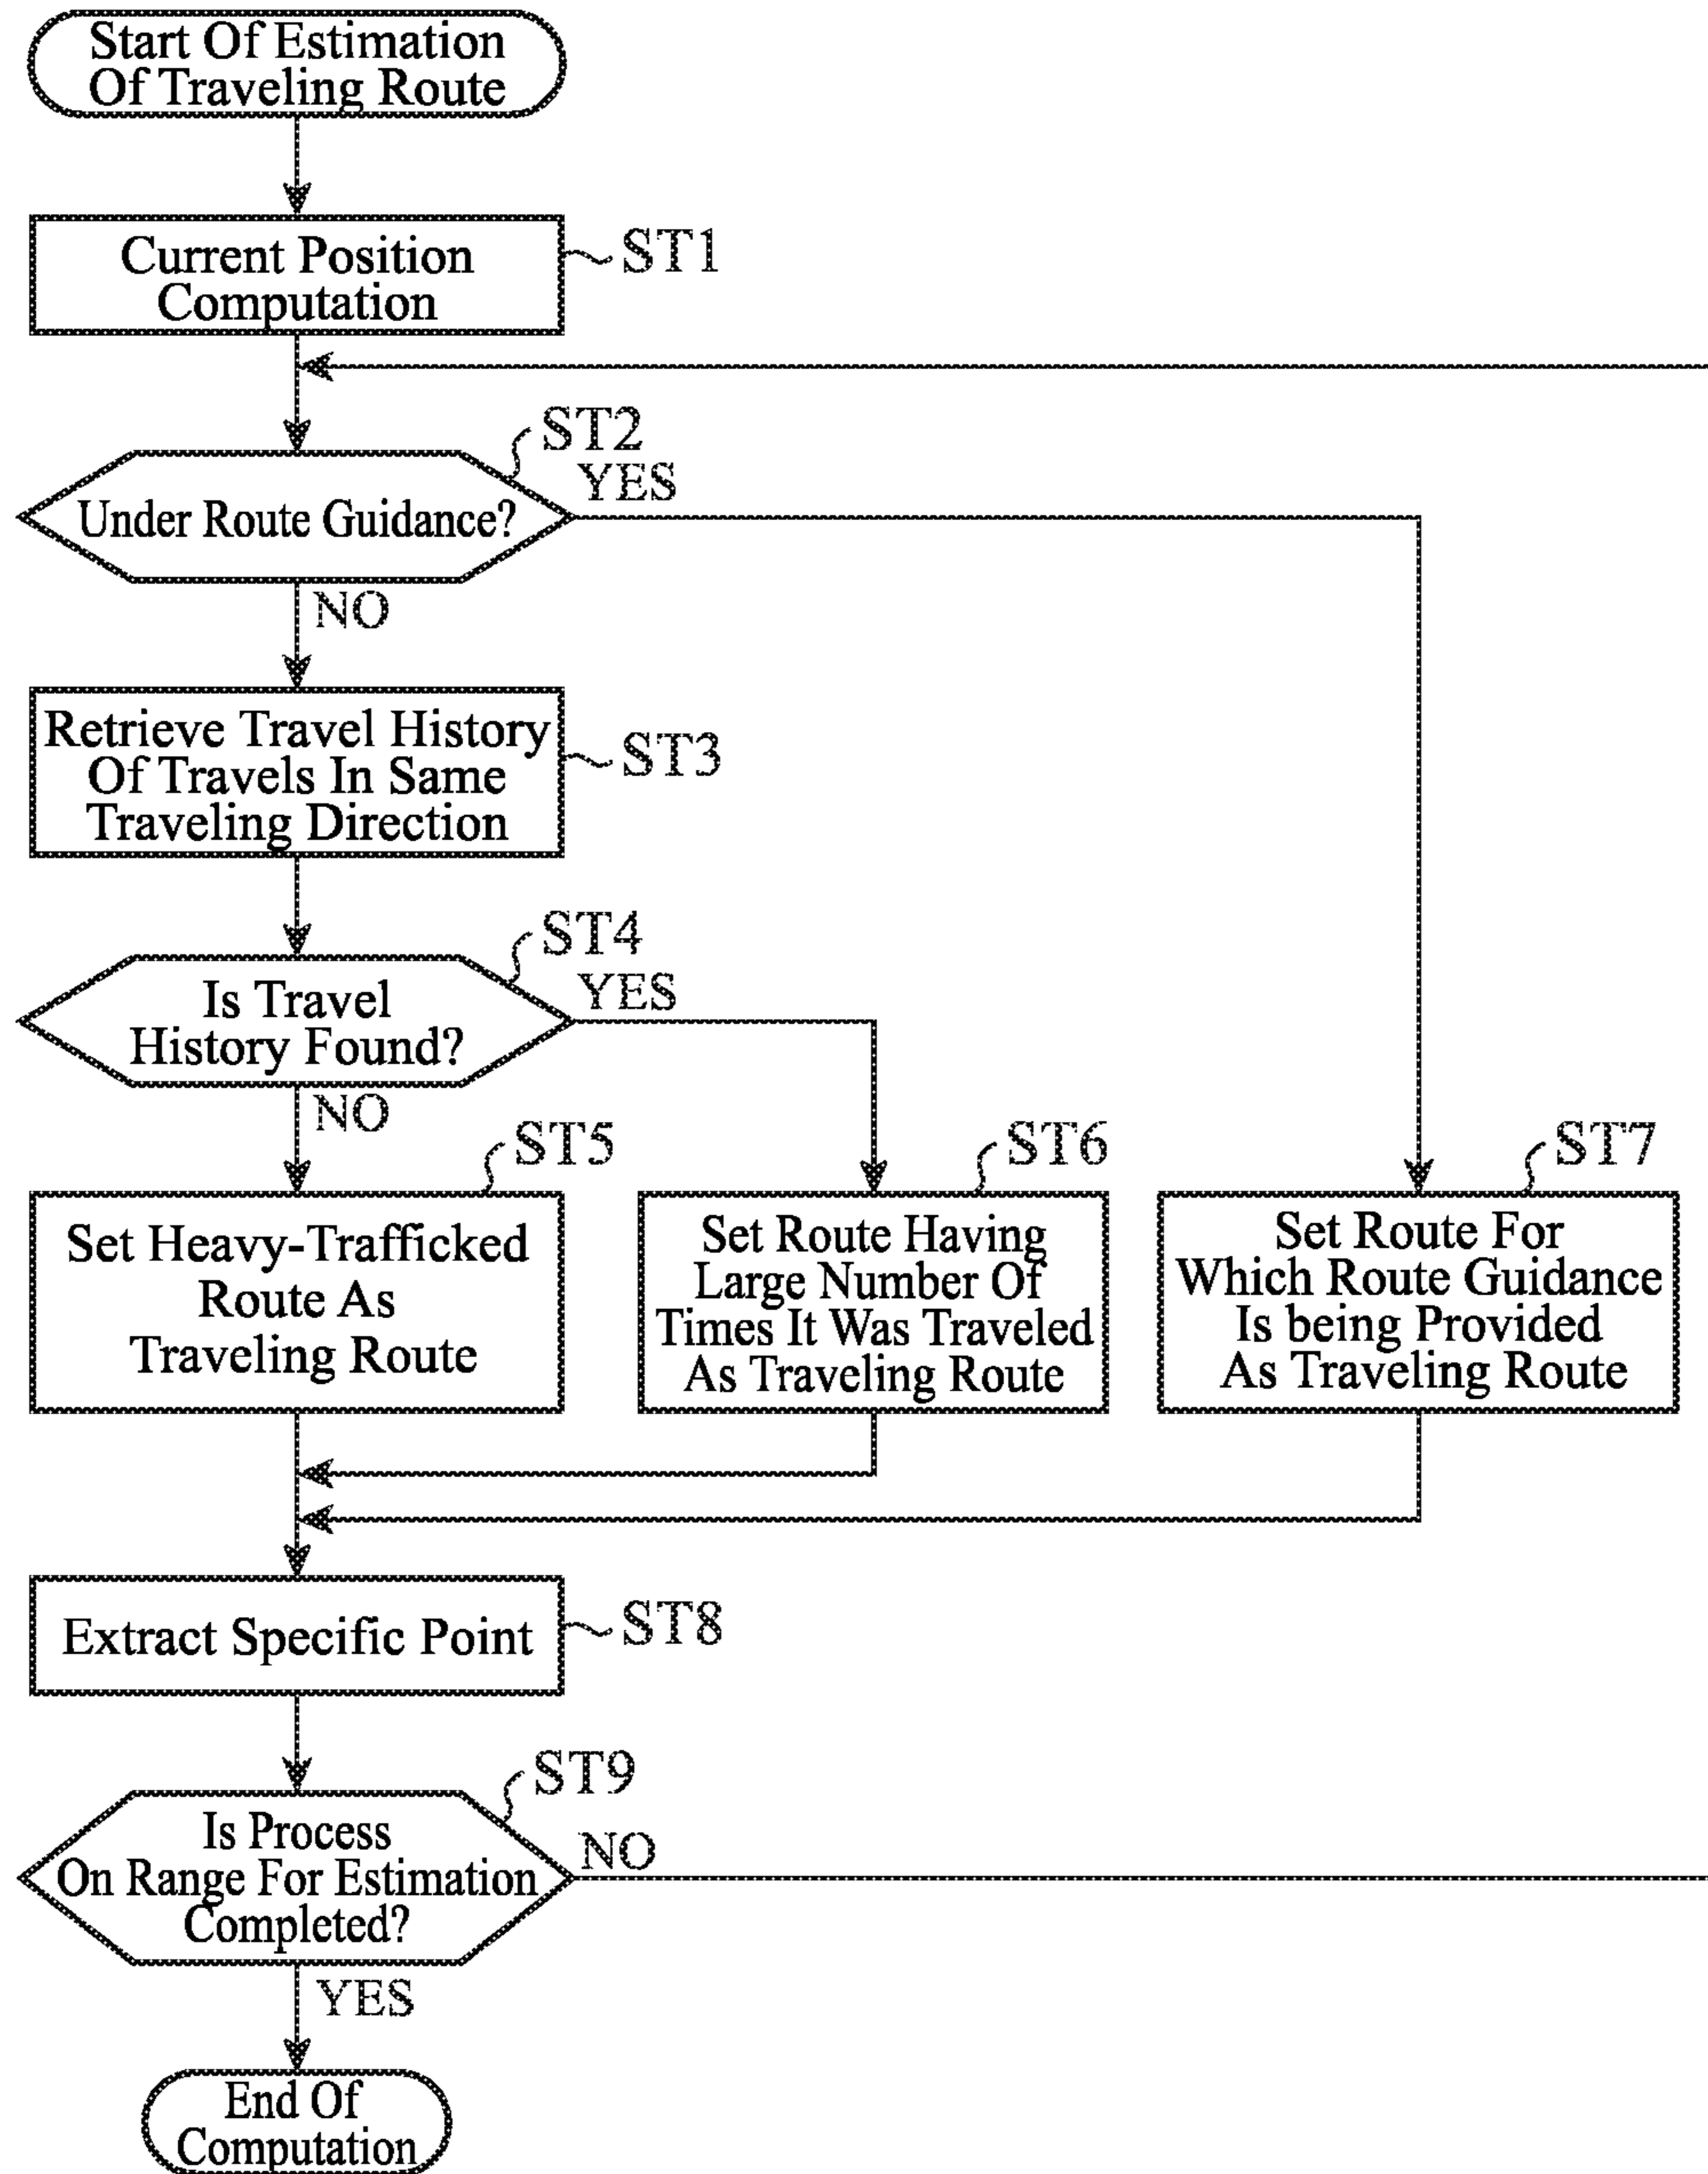 Start Of Estimation
Of Traveling Route
Current Position
Computation
ST1
ST2
YES
Under Route Guidance?
NO
Retrieve Travel History
Of Travels In Same
Traveling Direction
ST3
ST4
YES
Is Travel
History Found?
NO
ST5
Set Heavy-Trafficked
Route As
Traveling Route
ST6
Set Route Having
Large Number Of
Times It Was Traveled
As Traveling Route
ST7
Set Route For
Which Route Guidance
Is being Provided
As Traveling Route
Extract Specific Point
ST8
ST9
Is Process
On Range For Estimation
Completed?
NO
YES
End Of
Computation